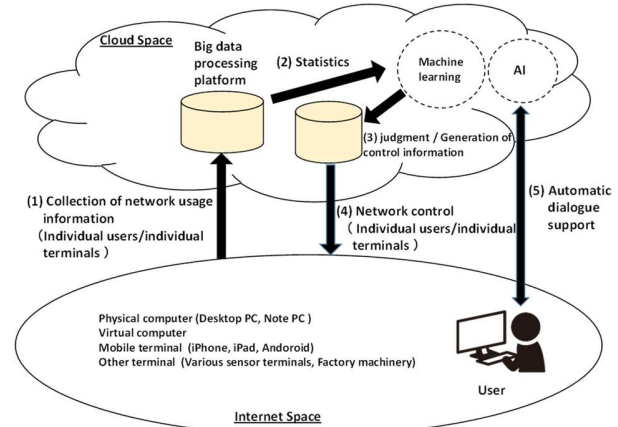 Cloud Space
Big data
processing
platform
(2) Statistics
Machine
learning
AI
(3) judgment / Generation of
control information
(1) Collection of network usage
information
(Individual users/individual
terminals )
(4) Network control
( Individual users/individual
terminals )
(5) Automatic
dialogue
support
Physical computer (Desktop PC, Note PC )
Virtual computer
Mobile terminal (iPhone, iPad, Andoroid)
Other terminal (Various sensor terminals, Factory machinery)
User
Internet Space